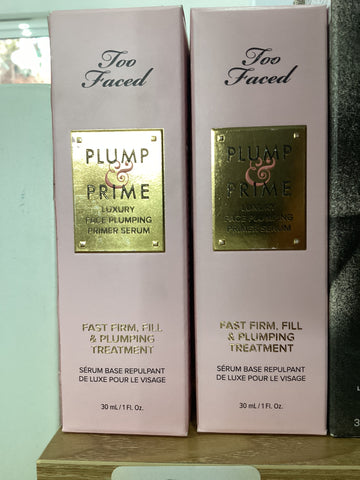 Too
Faced
PLUMP
&
PRIME
LUXURY
FACE PLUMPING
PRIMER SERUM
FAST FIRM, FILL
& PLUMPING
TREATMENT
SÉRUM BASE REPULPANT
DE LUXE POUR LE VISAGE
30 mL / 1 Fl. Oz.
Too
Faced
PLUMP
&
PRIME
LUXURY
FACE PLUMPING
PRIMER SERUM
FAST FIRM, FILL
& PLUMPING
TREATMENT
SÉRUM BASE REPULPANT
DE LUXE POUR LE VISAGE
30 mL / 1 Fl. Oz.